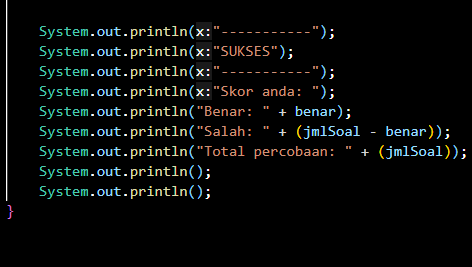 System.out.println(x:"-----------");
System.out.println(x:"SUKSES");
System.out.println(x:"-----------");
System.out.println(x:"Skor anda: ");
System.out.println("Benar: " + benar);
System.out.println("Salah: " + (jmlSoal - benar));
System.out.println("Total percobaan: " + (jmlSoal));
System.out.println();
System.out.println();
}